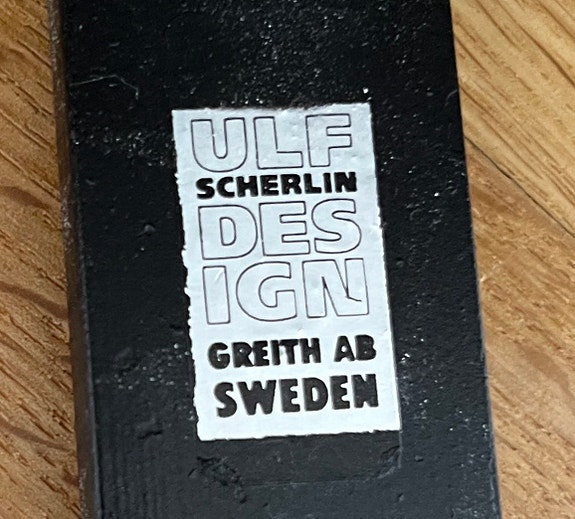 ULF
SCHERLIN
DES
IGN
GREITH AB
SWEDEN